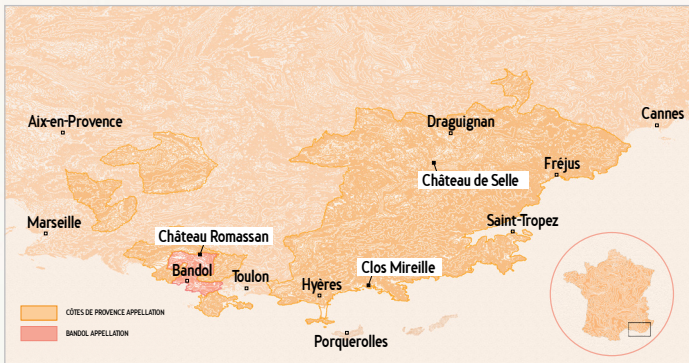 Cannes
Aix-en-Provence
Draguignan
Château de Selle
Fréjus
Marseille
Saint-Tropez
Château Romassan
Bandol
Toulon
Hyères
Clos Mireille
CÔTES DE PROVENCE APPELLATION
BANDOL APPELLATION
Porquerolles